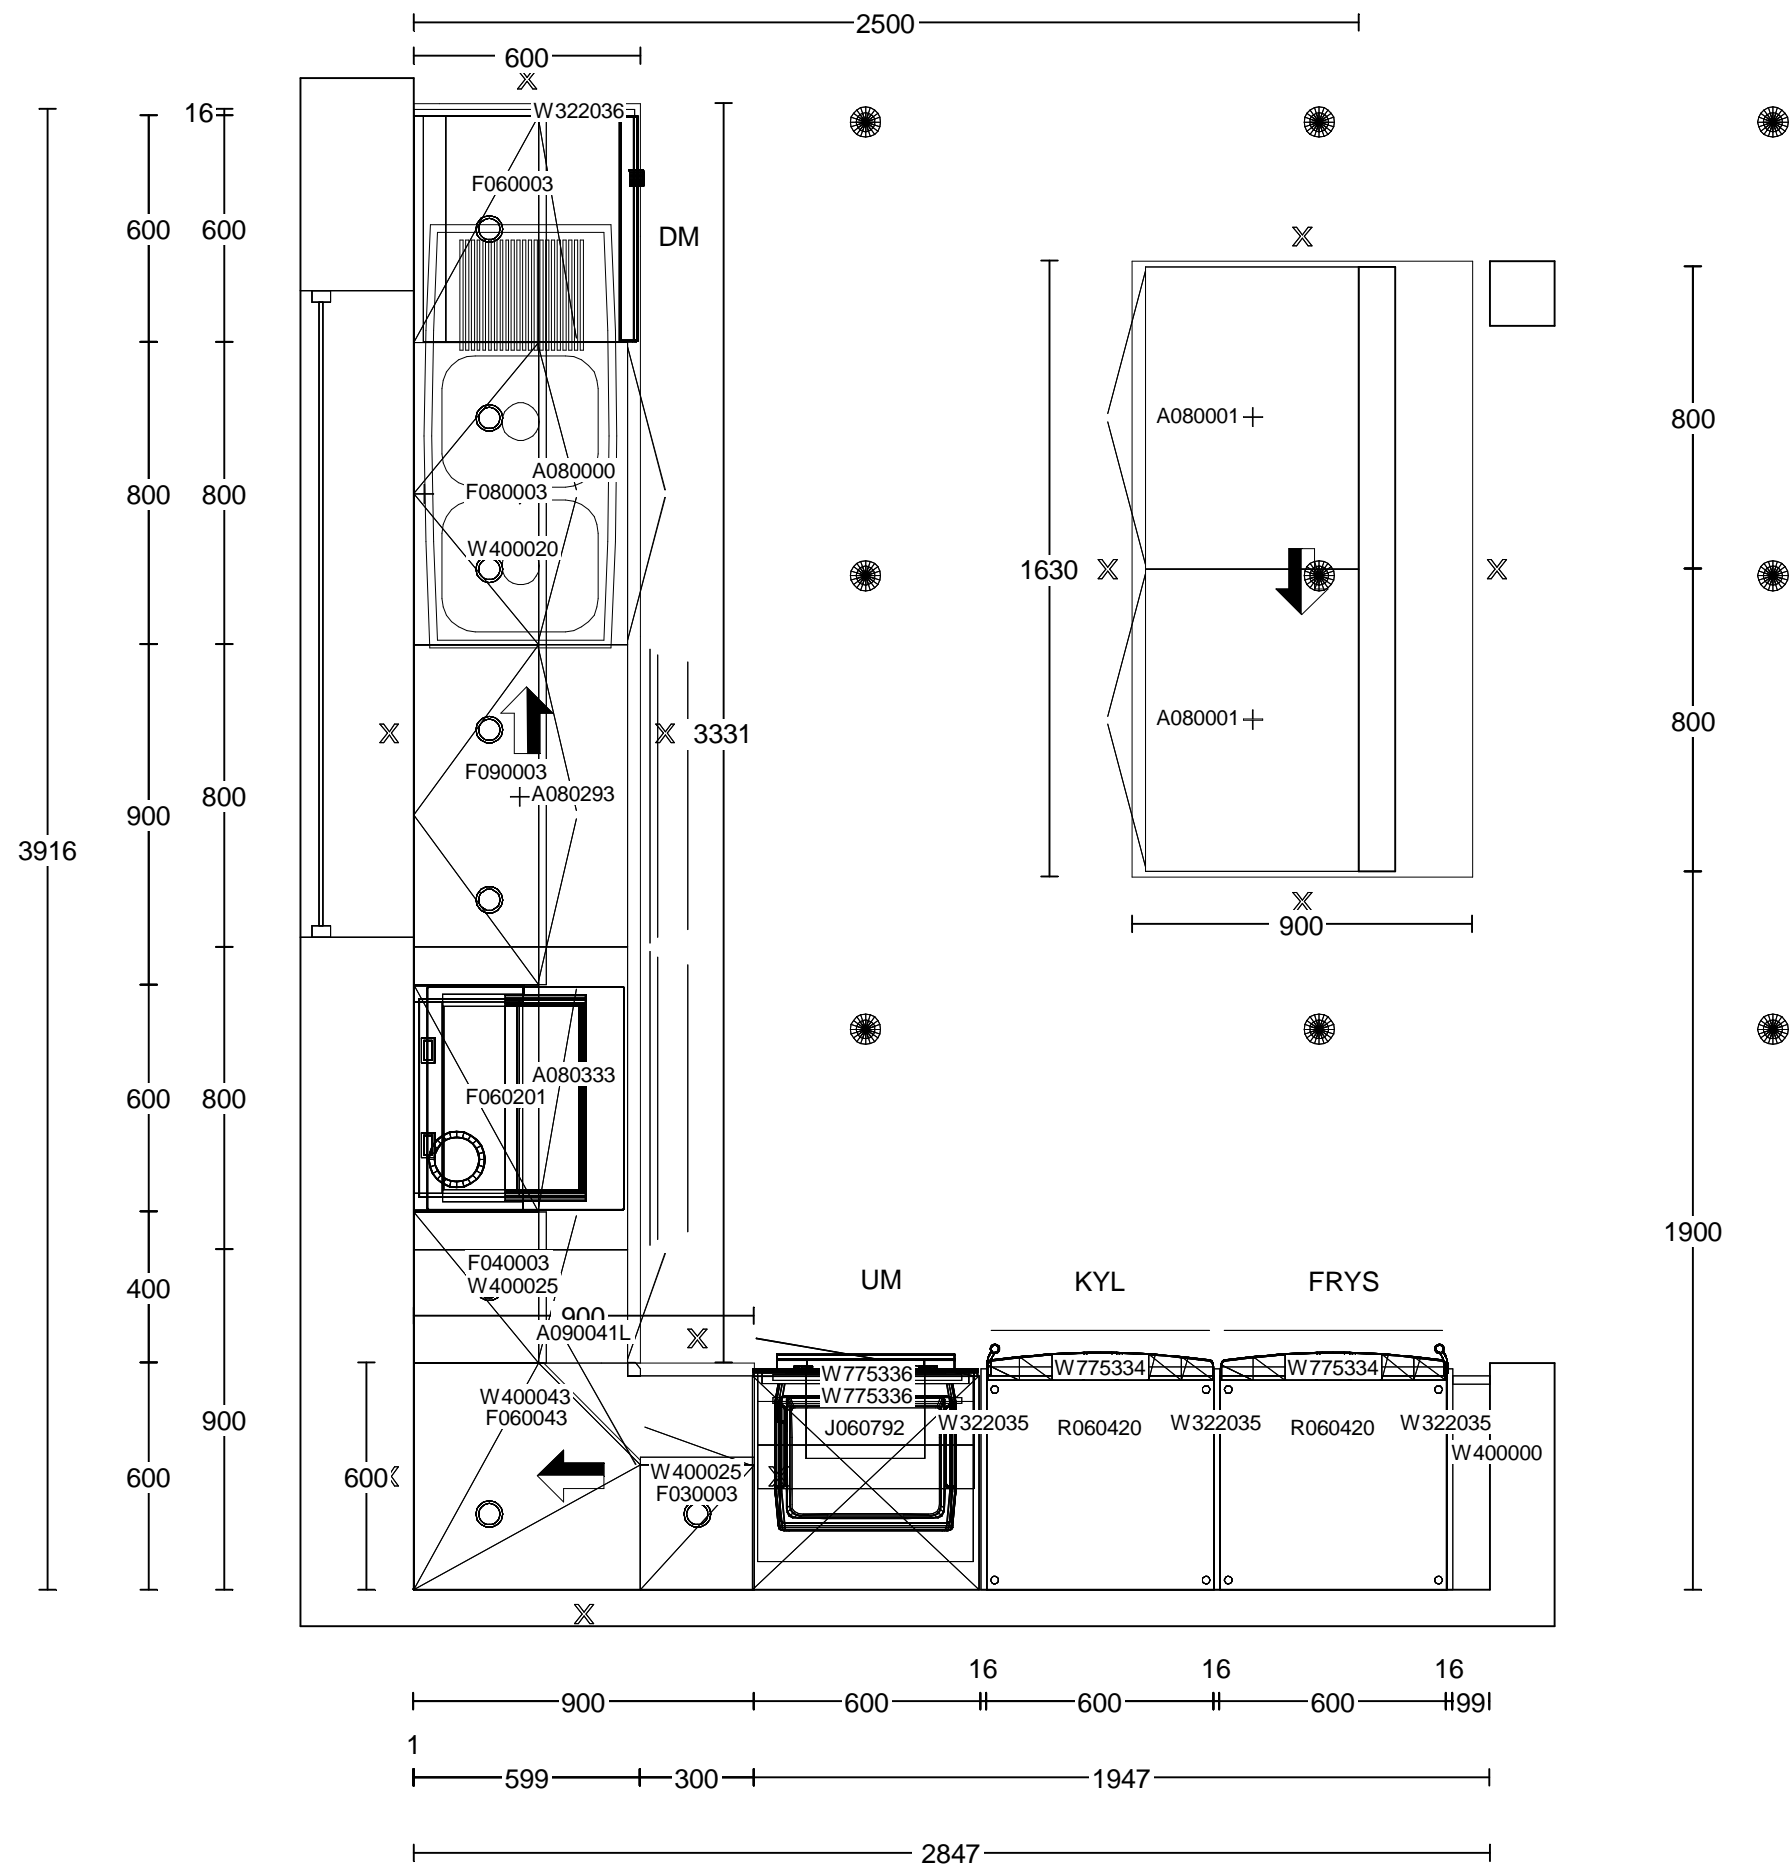 2500
600
X
16
W322036
F060003
600
600
DM
X
A080001
800
A080000
F080003
800
800
W400020
1630
X
X
3916
X
X
3331
A080001
800
F090003
A080293
800
900
X
900
A080333
F060201
600
800
1900
F040003
W400025
400
UM
KYL
FRYS
900
A090041L
X
W775336
W775336
W775334
W775334
W400043
F060043
900
J060792
W322035
R060420
W322035
R060420
W322035
W400000
600
600
X
W400025
F030003
X
X
16
16
16
900
600
600
600
99
1
599
300
1947
2847